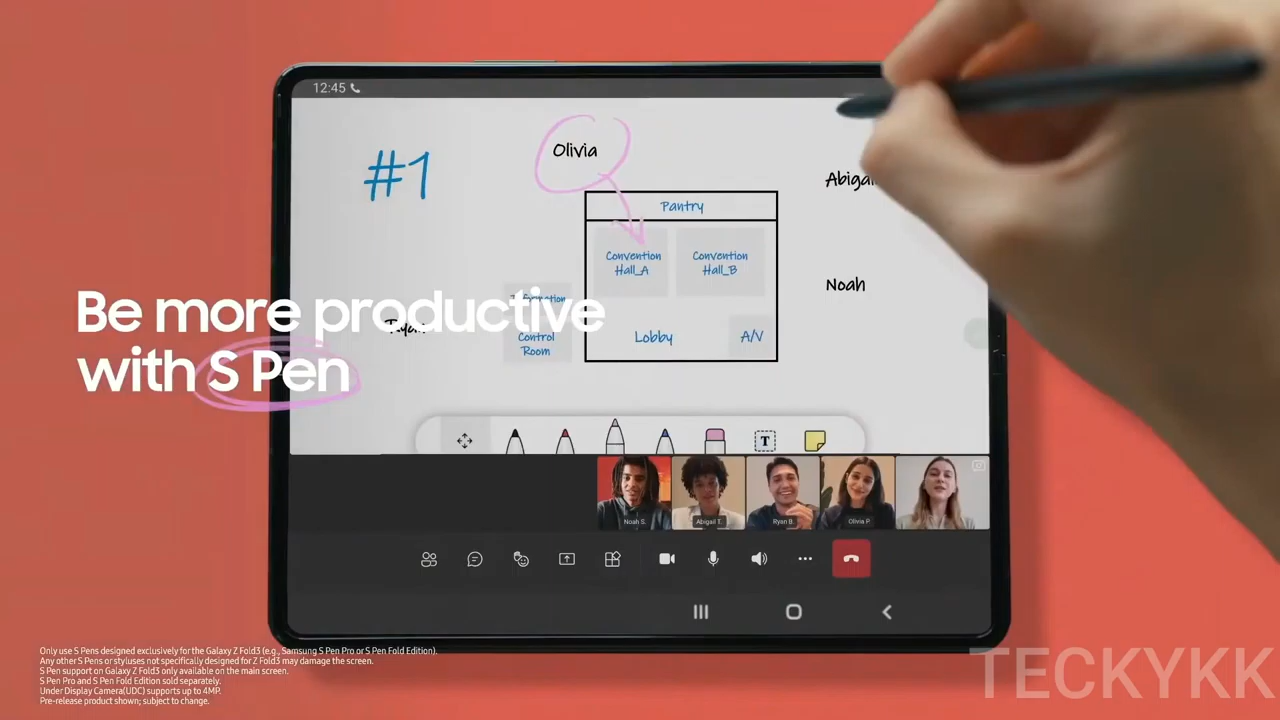 12:45
#1
Olivia
Abigail
Pantry
Convention
Hall_A
Convention
Hall_B
Noah
Information
Be more productive
with S Pen
Ryan
Control
Room
Lobby
A/V
T
Noah S.
Abigail T.
Ryan B.
Olivia P.
Only use S Pens designed exclusively for the Galaxy Z Fold3 (e.g., Samsung S Pen Pro or S Pen Fold Edition).
Any other S Pens or styluses not specifically designed for Z Fold3 may damage the screen.
S Pen support on Galaxy Z Fold3 only available on the main screen.
S Pen Pro and S Pen Fold Edition sold separately.
Under Display Camera(UDC) supports up to 4MP.
Pre-release product shown; subject to change.
TECKYKK